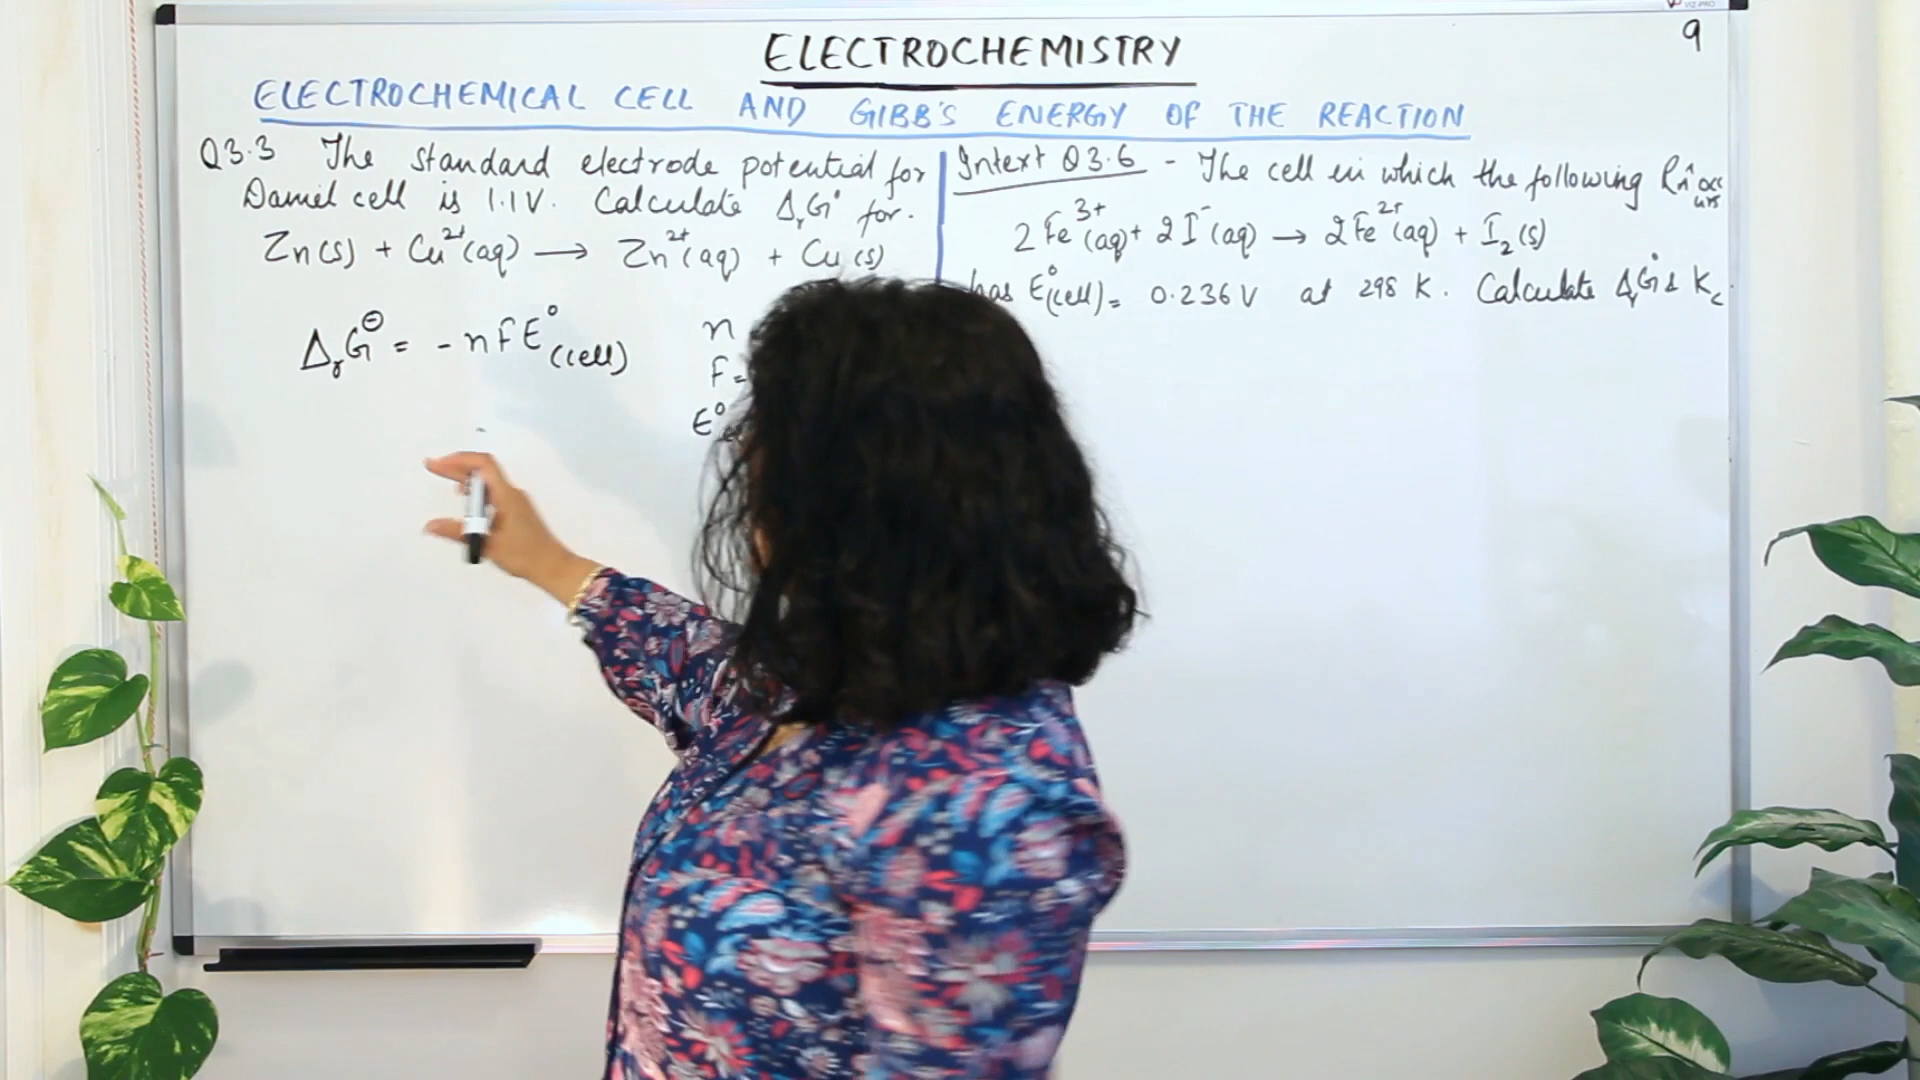 9
ELECTROCHEMISTRY
ELECTROCHEMICAL CELL AND GIBB'S ENERGY OF THE REACTION
Q3.3 The standard electrode potential for
Daniel cell is 1.1V. Calculate ΔrG° for.
Zn(s) + Cu²⁺(aq) → Zn²⁺(aq) + Cu(s)
ΔrG⊖ = -nFE°(cell)
n
F =
E°
Intext Q3.6 - The cell in which the following Rxⁿ occurs
2Fe³⁺(aq) + 2I⁻(aq) → 2Fe²⁺(aq) + I₂(s)
has E°(cell) = 0.236V at 298 K. Calculate ΔrG° & Kc.